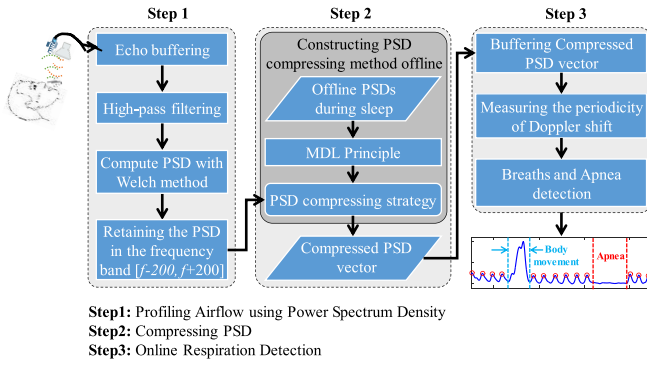 Step 1
Echo buffering
High-pass filtering
Compute PSD with
Welch method
Retaining the PSD
in the frequency
band [f-200, f+200]
Step 2
Constructing PSD
compressing method offline
Offline PSDs
during sleep
MDL Principle
PSD compressing strategy
Compressed PSD
vector
Step 3
Buffering Compressed
PSD vector
Measuring the periodicity
of Doppler shift
Breaths and Apnea
detection
Body
movement
Apnea
Step1: Profiling Airflow using Power Spectrum Density
Step2: Compressing PSD
Step3: Online Respiration Detection